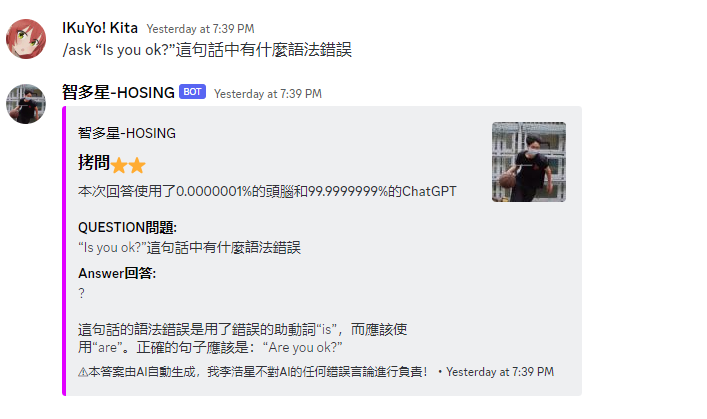 IKuYo! Kita Yesterday at 7:39 PM
/ask “Is you ok?”這句話中有什麼語法錯誤
智多星-HOSING BOT Yesterday at 7:39 PM
智多星-HOSING
拷問⭐⭐
本次回答使用了0.0000001%的頭腦和99.9999999%的ChatGPT
QUESTION問題:
“Is you ok?”這句話中有什麼語法錯誤
Answer回答:
?
這句話的語法錯誤是用了錯誤的助動詞“is”，而應該使
用“are”。正確的句子應該是：“Are you ok?”
⚠本答案由AI自動生成，我李浩星不對AI的任何錯誤言論進行負責！ • Yesterday at 7:39 PM